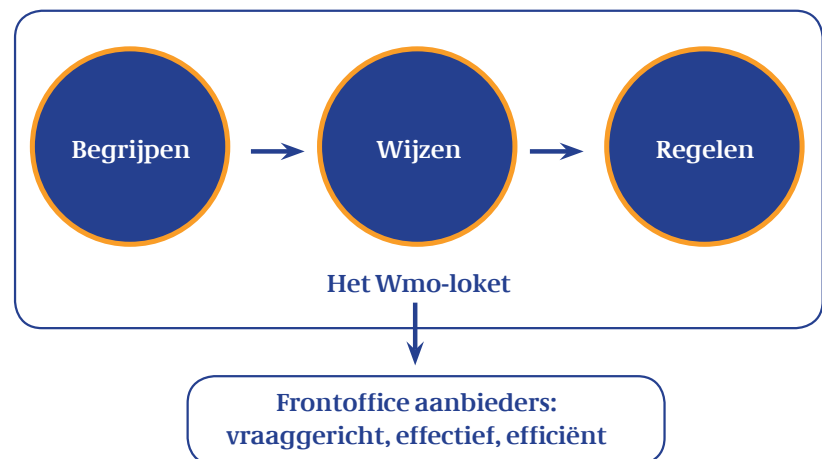 Begrijpen
Wijzen
Regelen
Het Wmo-loket
Frontoffice aanbieders:
vraaggericht, effectief, efficiënt